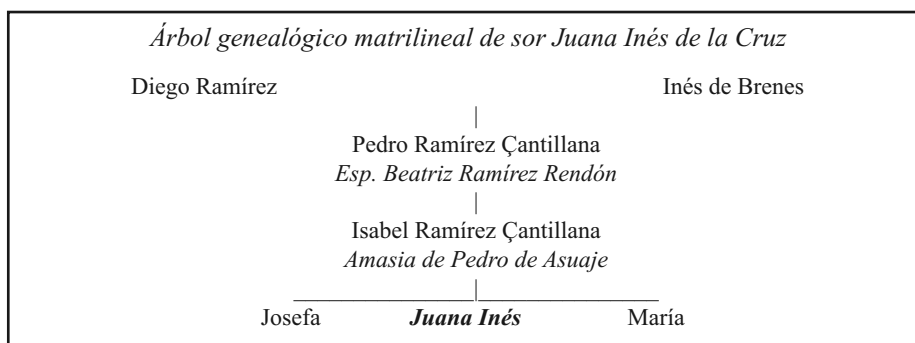 Árbol genealógico matrilineal de sor Juana Inés de la Cruz
Diego Ramírez Inés de Brenes
Pedro Ramírez Çantillana
Esp. Beatriz Ramírez Rendón
Isabel Ramírez Çantillana
Amasia de Pedro de Asuaje
Josefa Juana Inés María